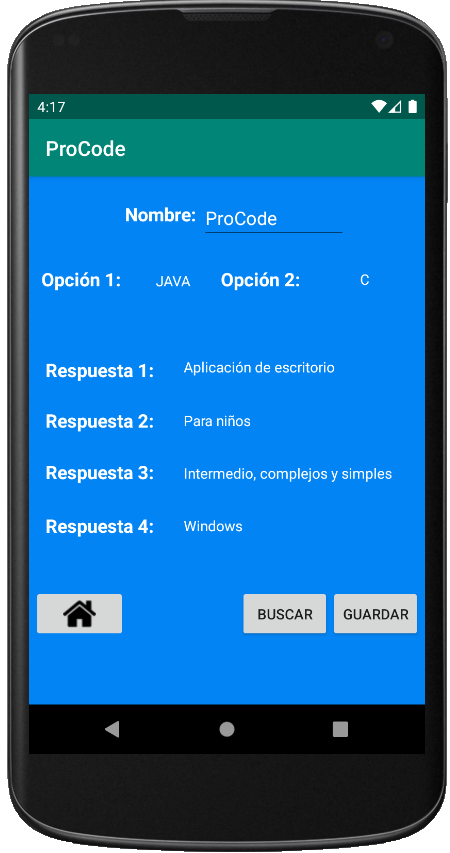 4:17
ProCode
Nombre: ProCode
Opción 1: JAVA Opción 2: C
Respuesta 1: Aplicación de escritorio
Respuesta 2: Para niños
Respuesta 3: Intermedio, complejos y simples
Respuesta 4: Windows
BUSCAR GUARDAR